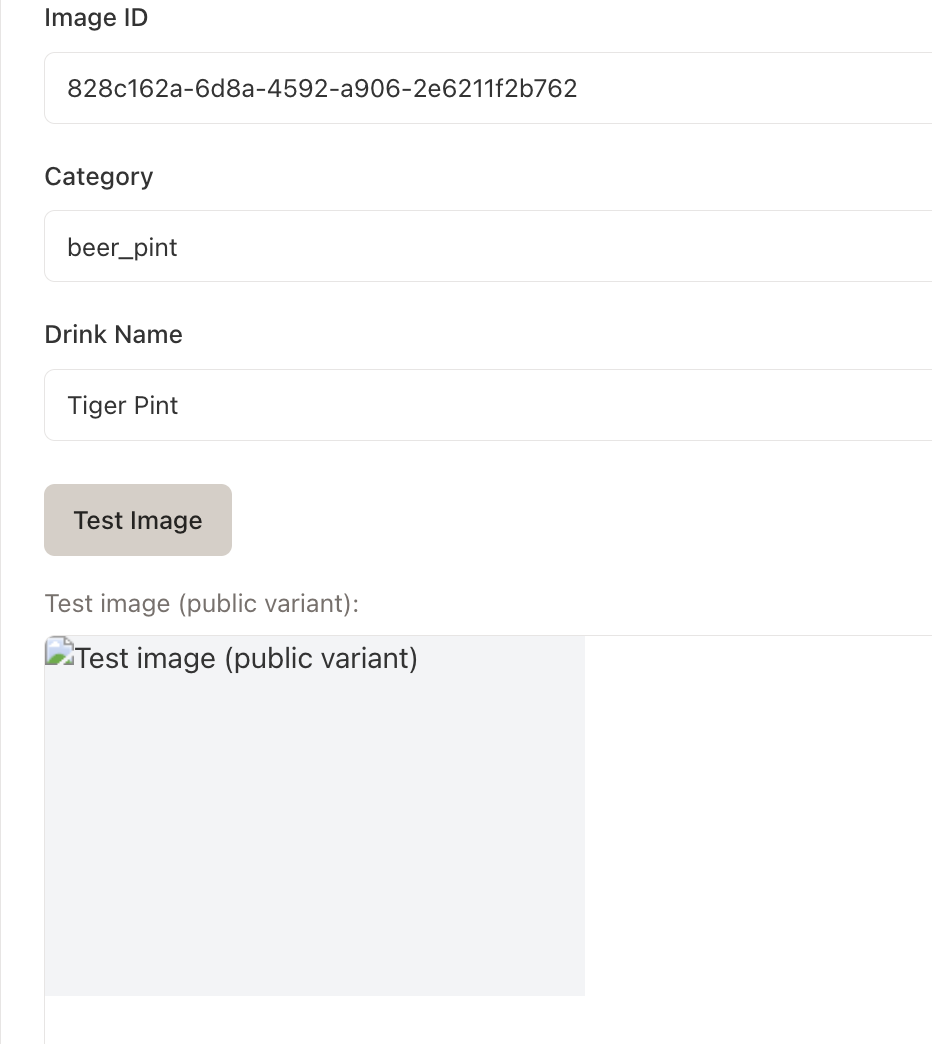 Image ID
828c162a-6d8a-4592-a906-2e6211f2b762
Category
beer_pint
Drink Name
Tiger Pint
Test Image
Test image (public variant):
Test image (public variant)